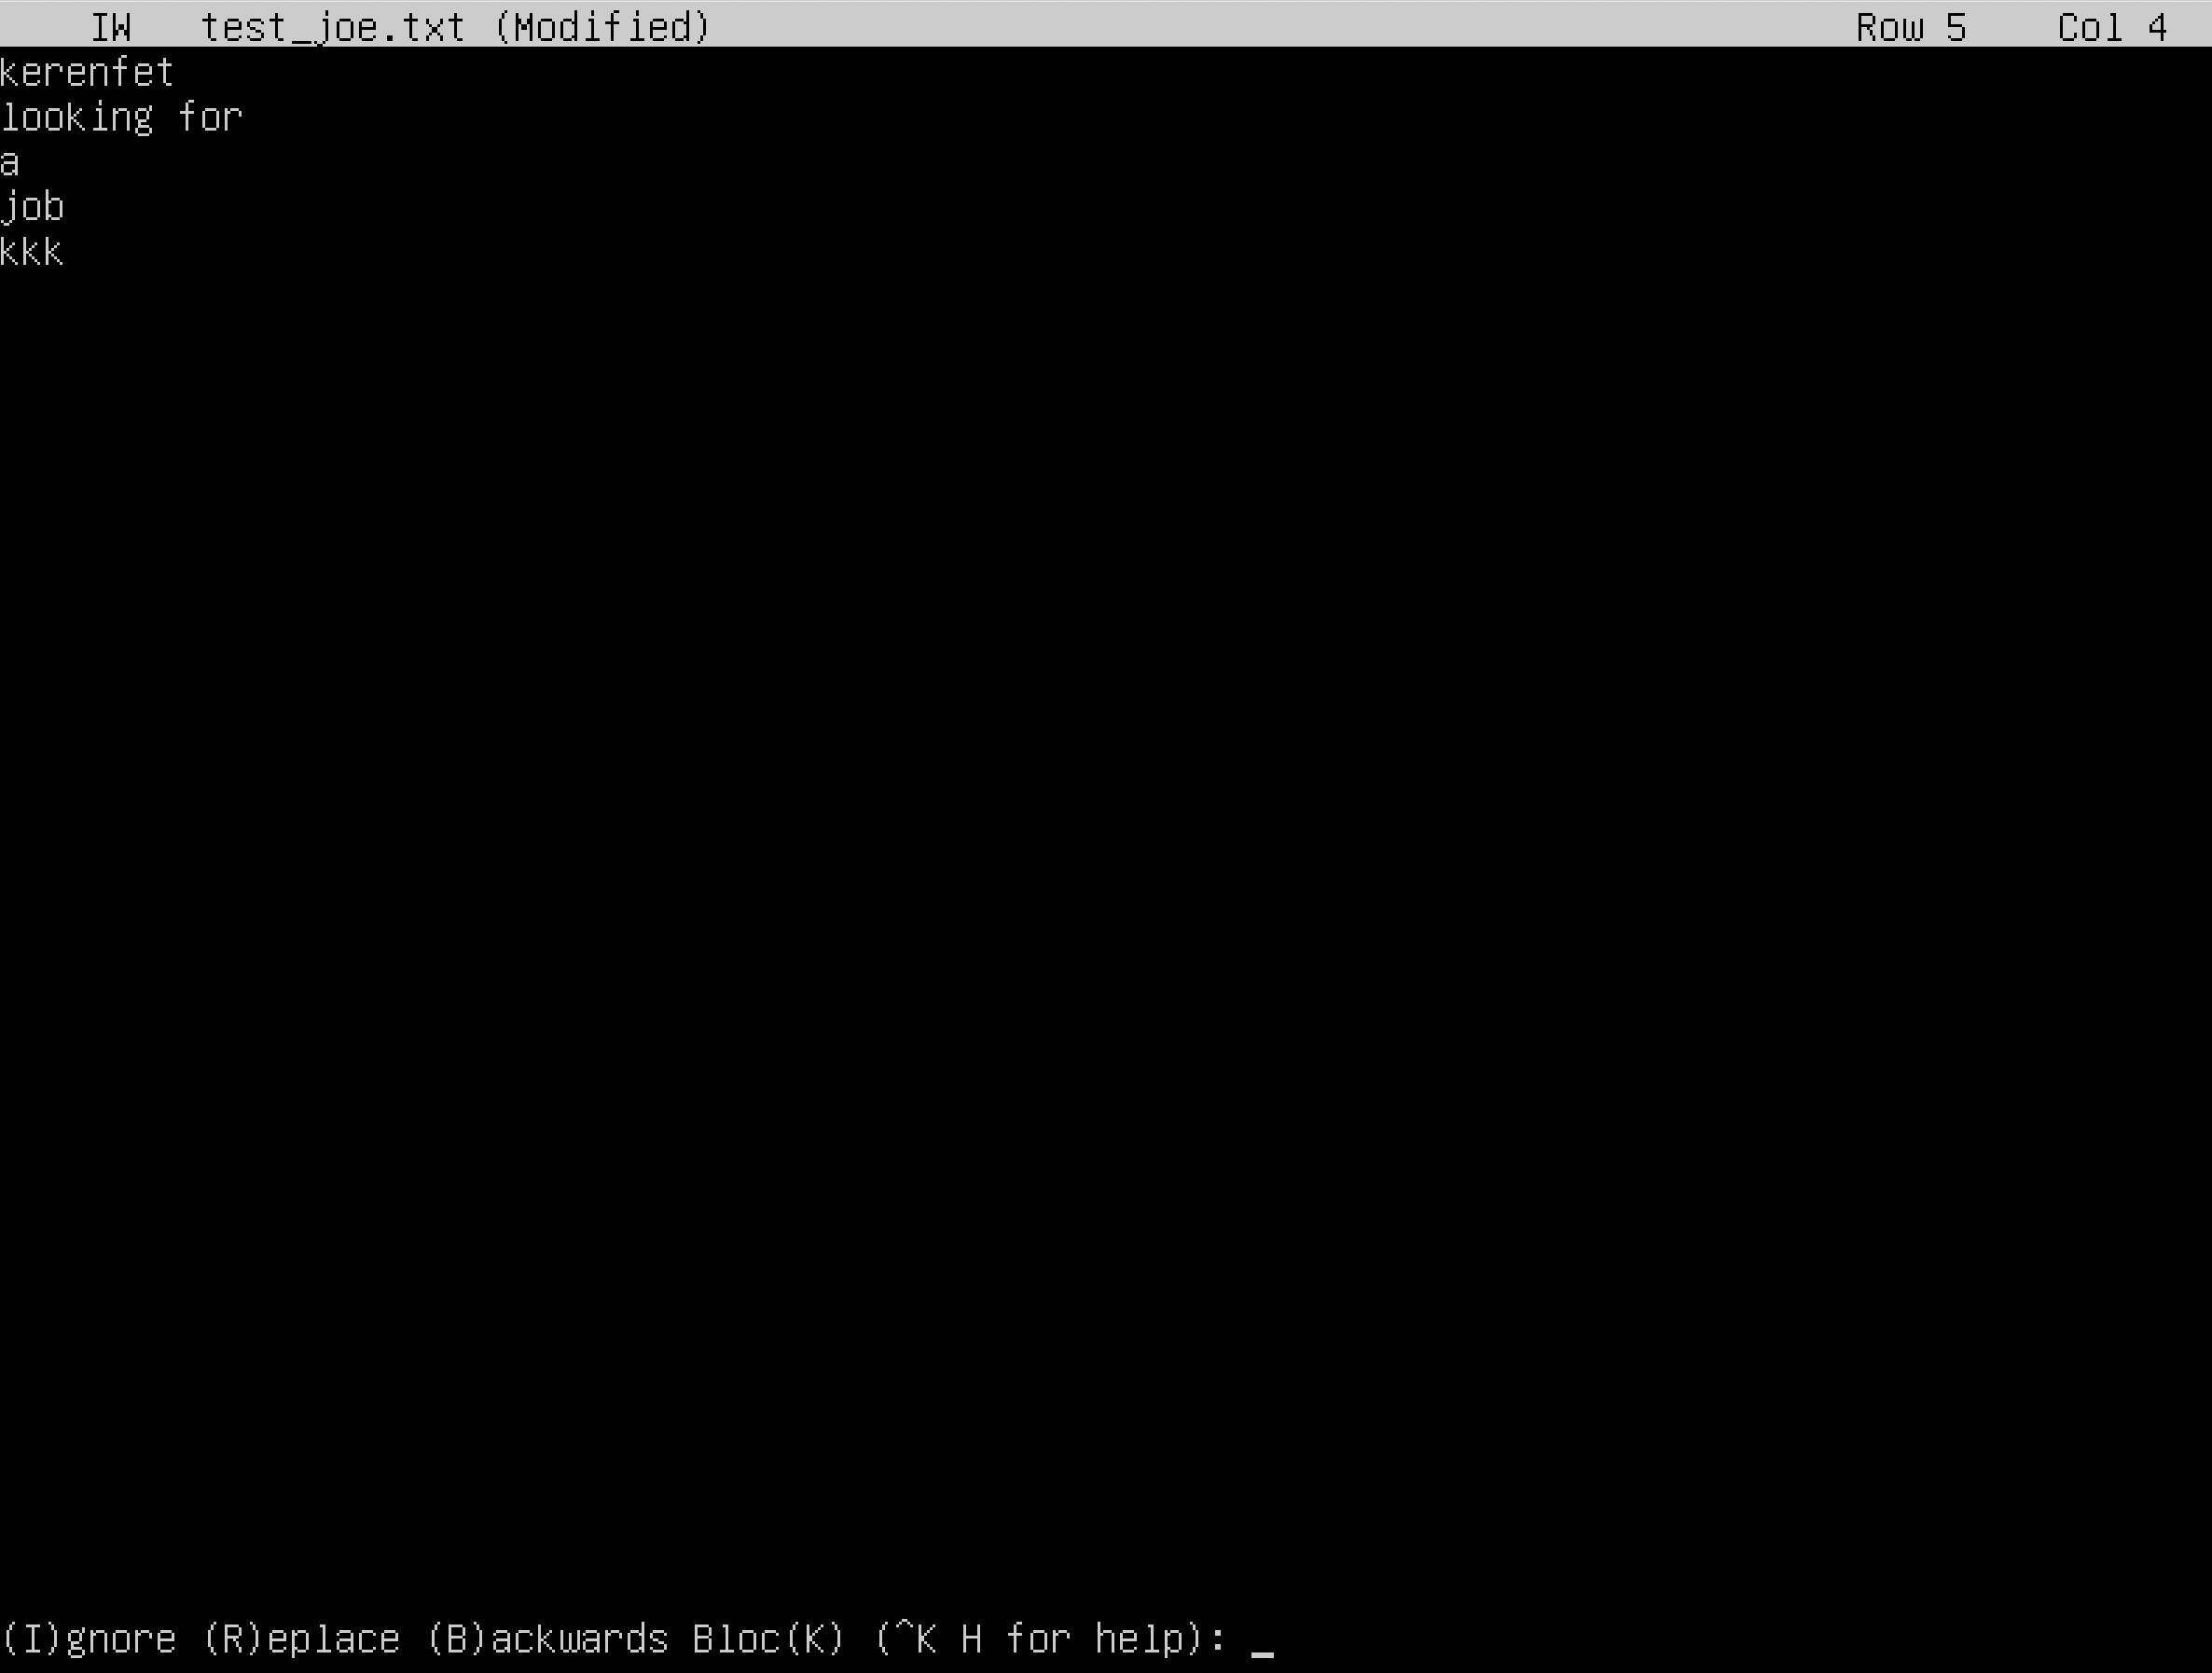 IW test_joe.txt (Modified) Row 5 Col 4
kerenfet
looking for
a
job
kkk
(I)gnore (R)eplace (B)ackwards Bloc(K) (^K H for help): _